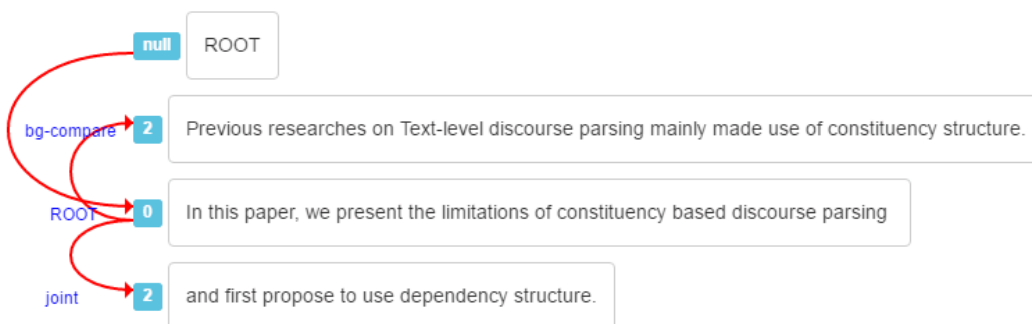 null ROOT
bg-compare 2 Previous researches on Text-level discourse parsing mainly made use of constituency structure.
ROOT 0 In this paper, we present the limitations of constituency based discourse parsing
joint 2 and first propose to use dependency structure.